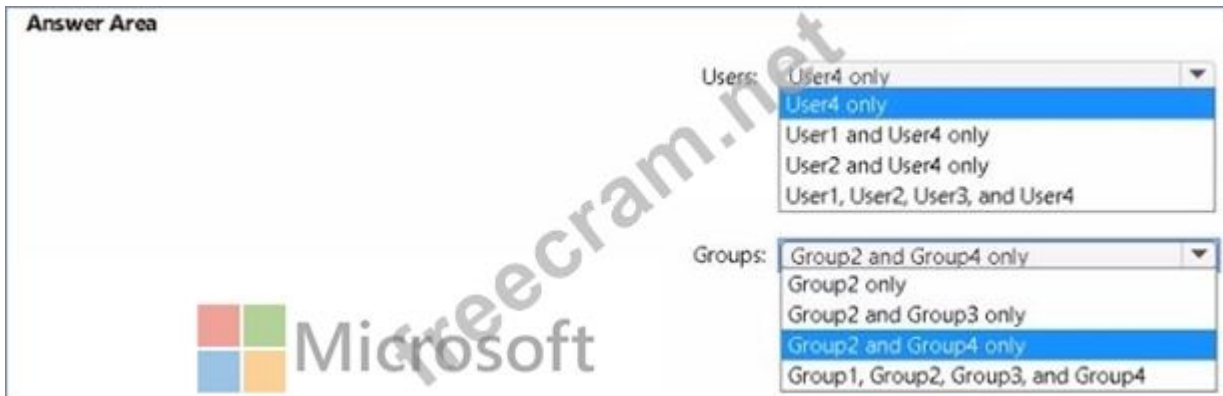 Answer Area
Users: User4 only
User4 only
User1 and User4 only
User2 and User4 only
User1, User2, User3, and User4
Groups: Group2 and Group4 only
Group2 only
Group2 and Group3 only
Group2 and Group4 only
Group1, Group2, Group3, and Group4
Microsoft
freecram.net